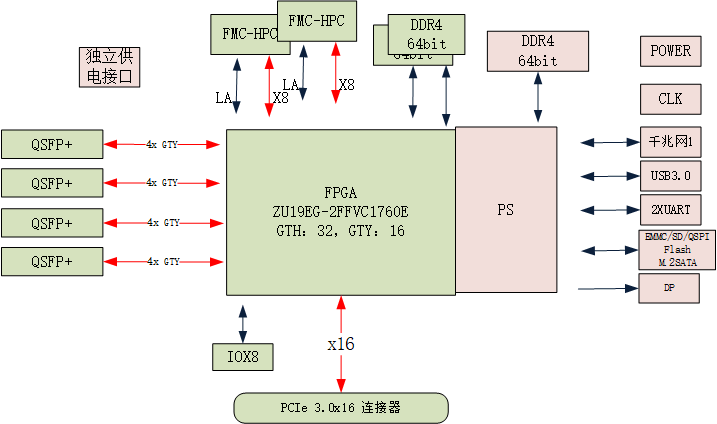 FMC-HPC
FMC-HPC
DDR4
64bit
64bit
DDR4
64bit
独立供
电接口
POWER
CLK
LA
X8
LA
X8
QSFP+
4x GTY
QSFP+
4x GTY
QSFP+
4x GTY
QSFP+
4x GTY
FPGA
ZU19EG-2FFVC1760E
GTH: 32, GTY: 16
PS
千兆网1
USB3.0
2XUART
EMMC/SD/QSPI
Flash
M.2SATA
DP
IOX8
x16
PCIe 3.0x16 连接器